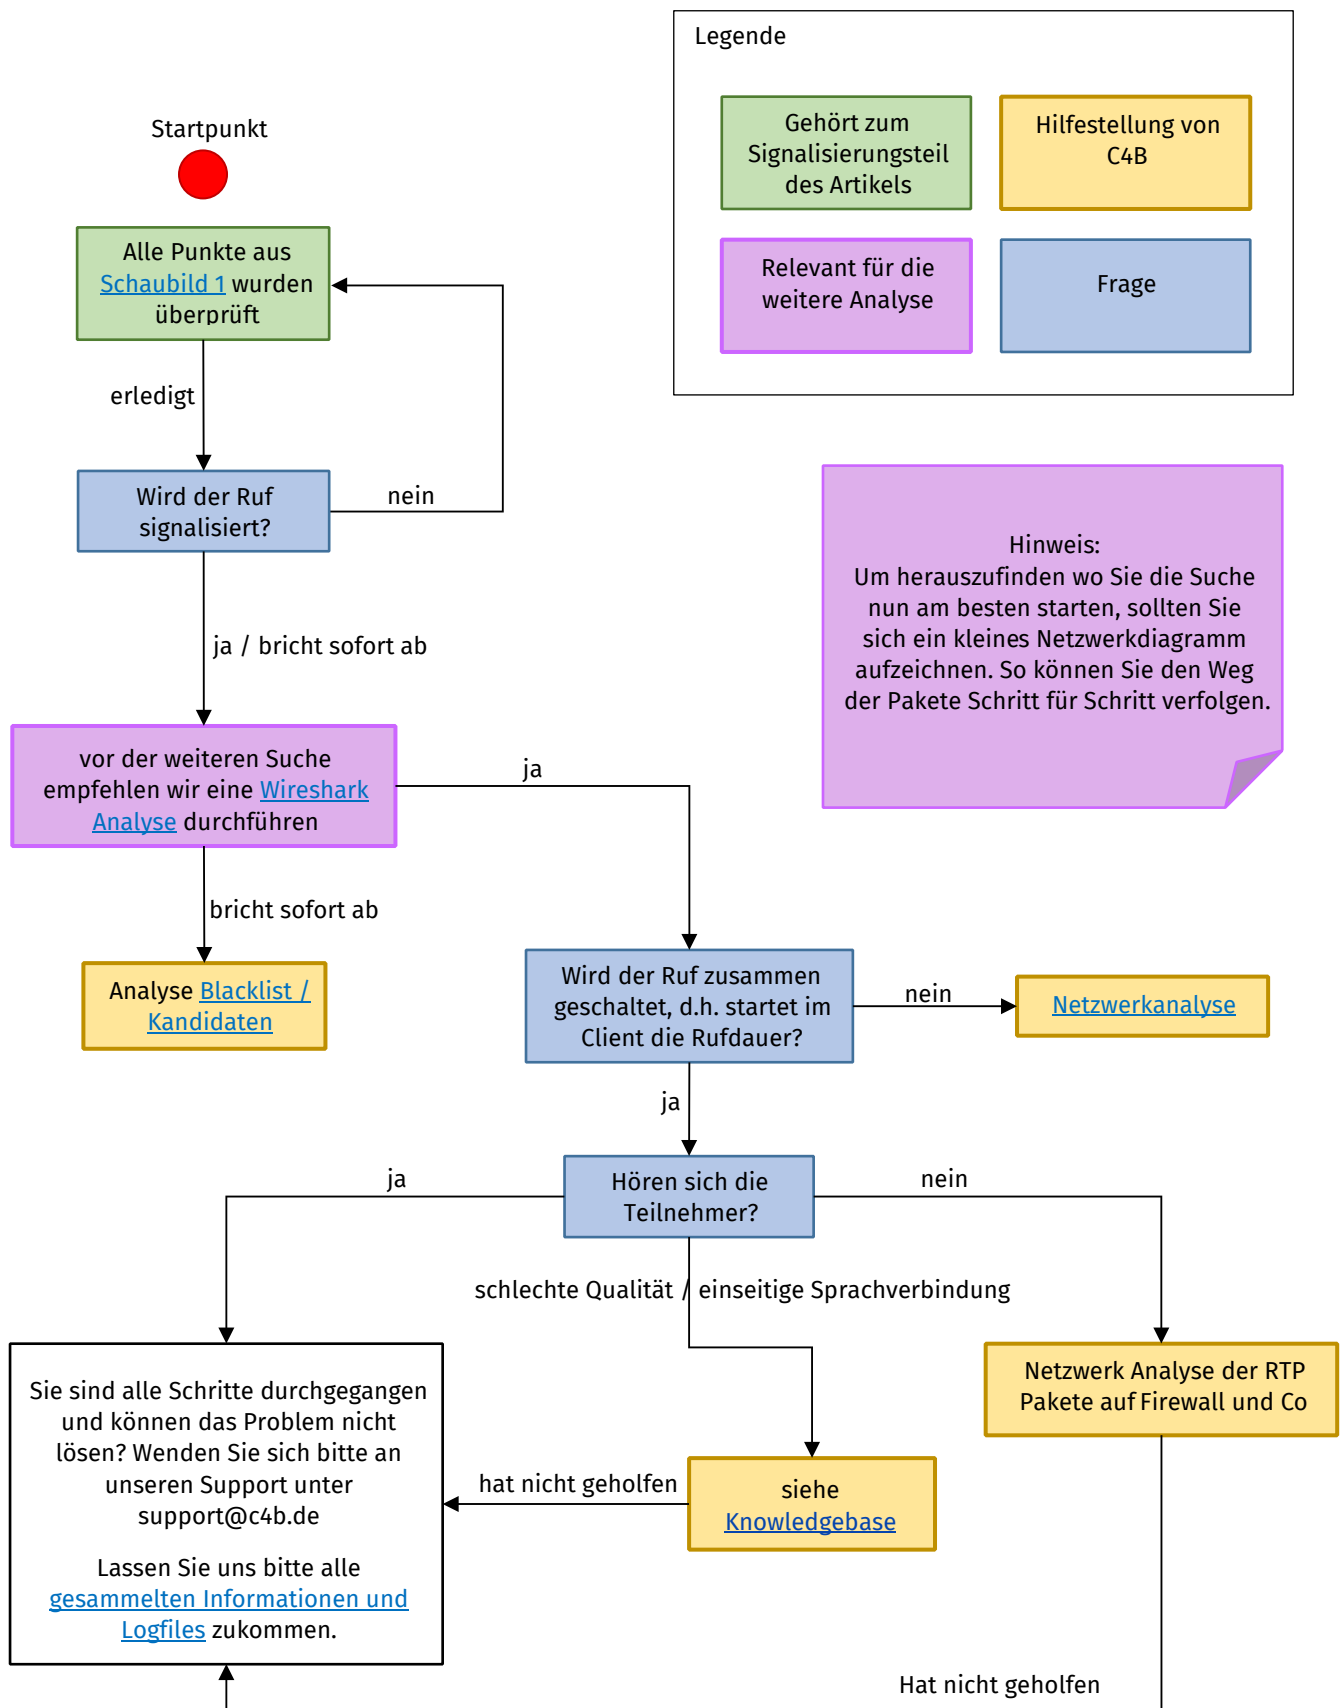 Legende
Gehört zum
Signalisierungsteil
des Artikels
Hilfestellung von
C4B
Relevant für die
weitere Analyse
Frage
Startpunkt
Alle Punkte aus
Schaubild 1 wurden
überprüft
erledigt
Wird der Ruf
signalisiert?
nein
ja / bricht sofort ab
Hinweis:
Um herauszufinden wo Sie die Suche
nun am besten starten, sollten Sie
sich ein kleines Netzwerkdiagramm
aufzeichnen. So können Sie den Weg
der Pakete Schritt für Schritt verfolgen.
vor der weiteren Suche
empfehlen wir eine Wireshark
Analyse durchführen
ja
bricht sofort ab
Analyse Blacklist /
Kandidaten
Wird der Ruf zusammen
geschaltet, d.h. startet im
Client die Rufdauer?
nein
Netzwerkanalyse
ja
Hören sich die
Teilnehmer?
ja
nein
schlechte Qualität / einseitige Sprachverbindung
Sie sind alle Schritte durchgegangen
und können das Problem nicht
lösen? Wenden Sie sich bitte an
unseren Support unter
support@c4b.de
Lassen Sie uns bitte alle
gesammelten Informationen und
Logfiles zukommen.
hat nicht geholfen
siehe
Knowledgebase
Netzwerk Analyse der RTP
Pakete auf Firewall und Co
Hat nicht geholfen